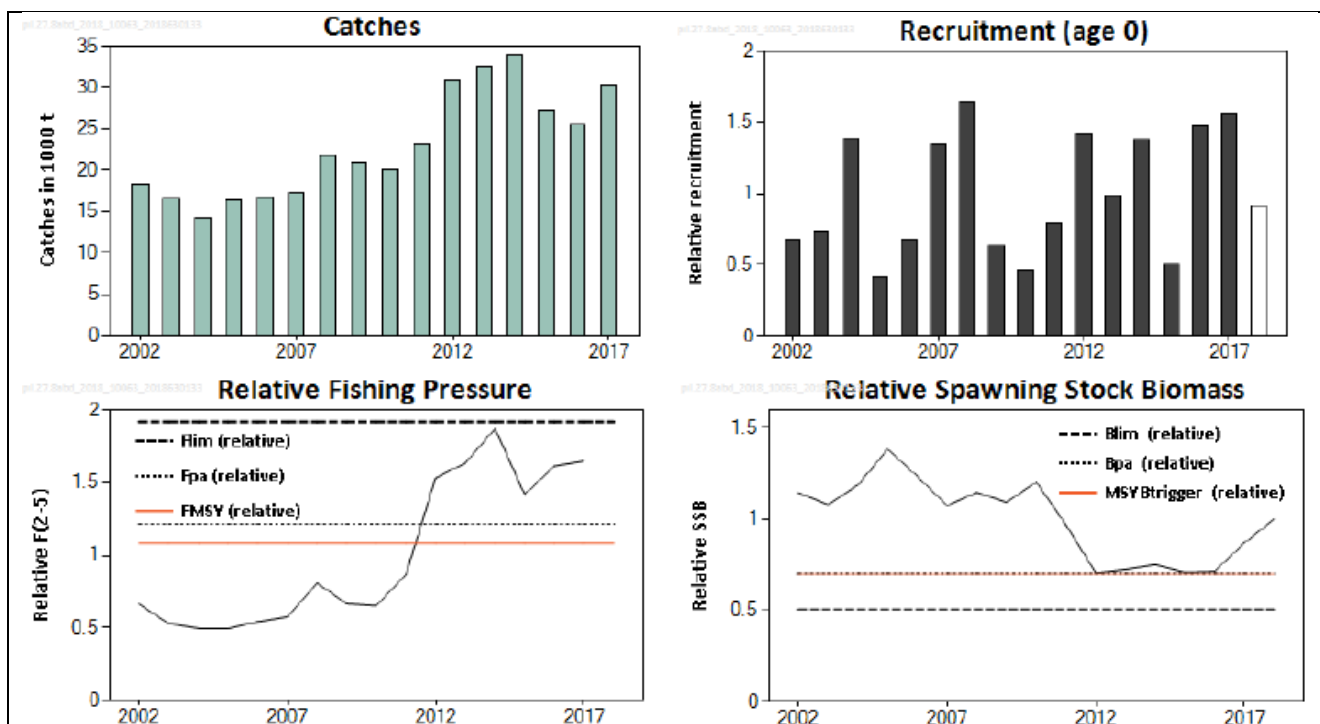 Catches
35
30
25
20
15
10
5
0
Catches in 1000 t
2002 2007 2012 2017
Recruitment (age 0)
2
1.5
1
0.5
0
Relative recruitment
2002 2007 2012 2017
Relative Fishing Pressure
2
1.5
1
0.5
0
Relative F(2-5)
Flim (relative)
Fpa (relative)
FMSY (relative)
2002 2007 2012 2017
Relative Spawning Stock Biomass
1.5
1
0.5
0
Relative SSB
Blim (relative)
Bpa (relative)
MSYBtrigger (relative)
2002 2007 2012 2017